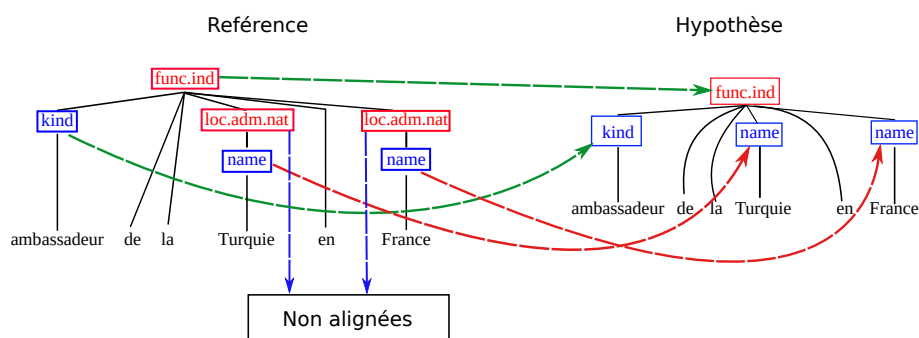 Reférence
Hypothèse
func.ind
func.ind
kind
loc.adm.nat
loc.adm.nat
kind
name
name
name
name
ambassadeur
de
la
Turquie
en
France
ambassadeur
de
la
Turquie
en
France
Non alignées